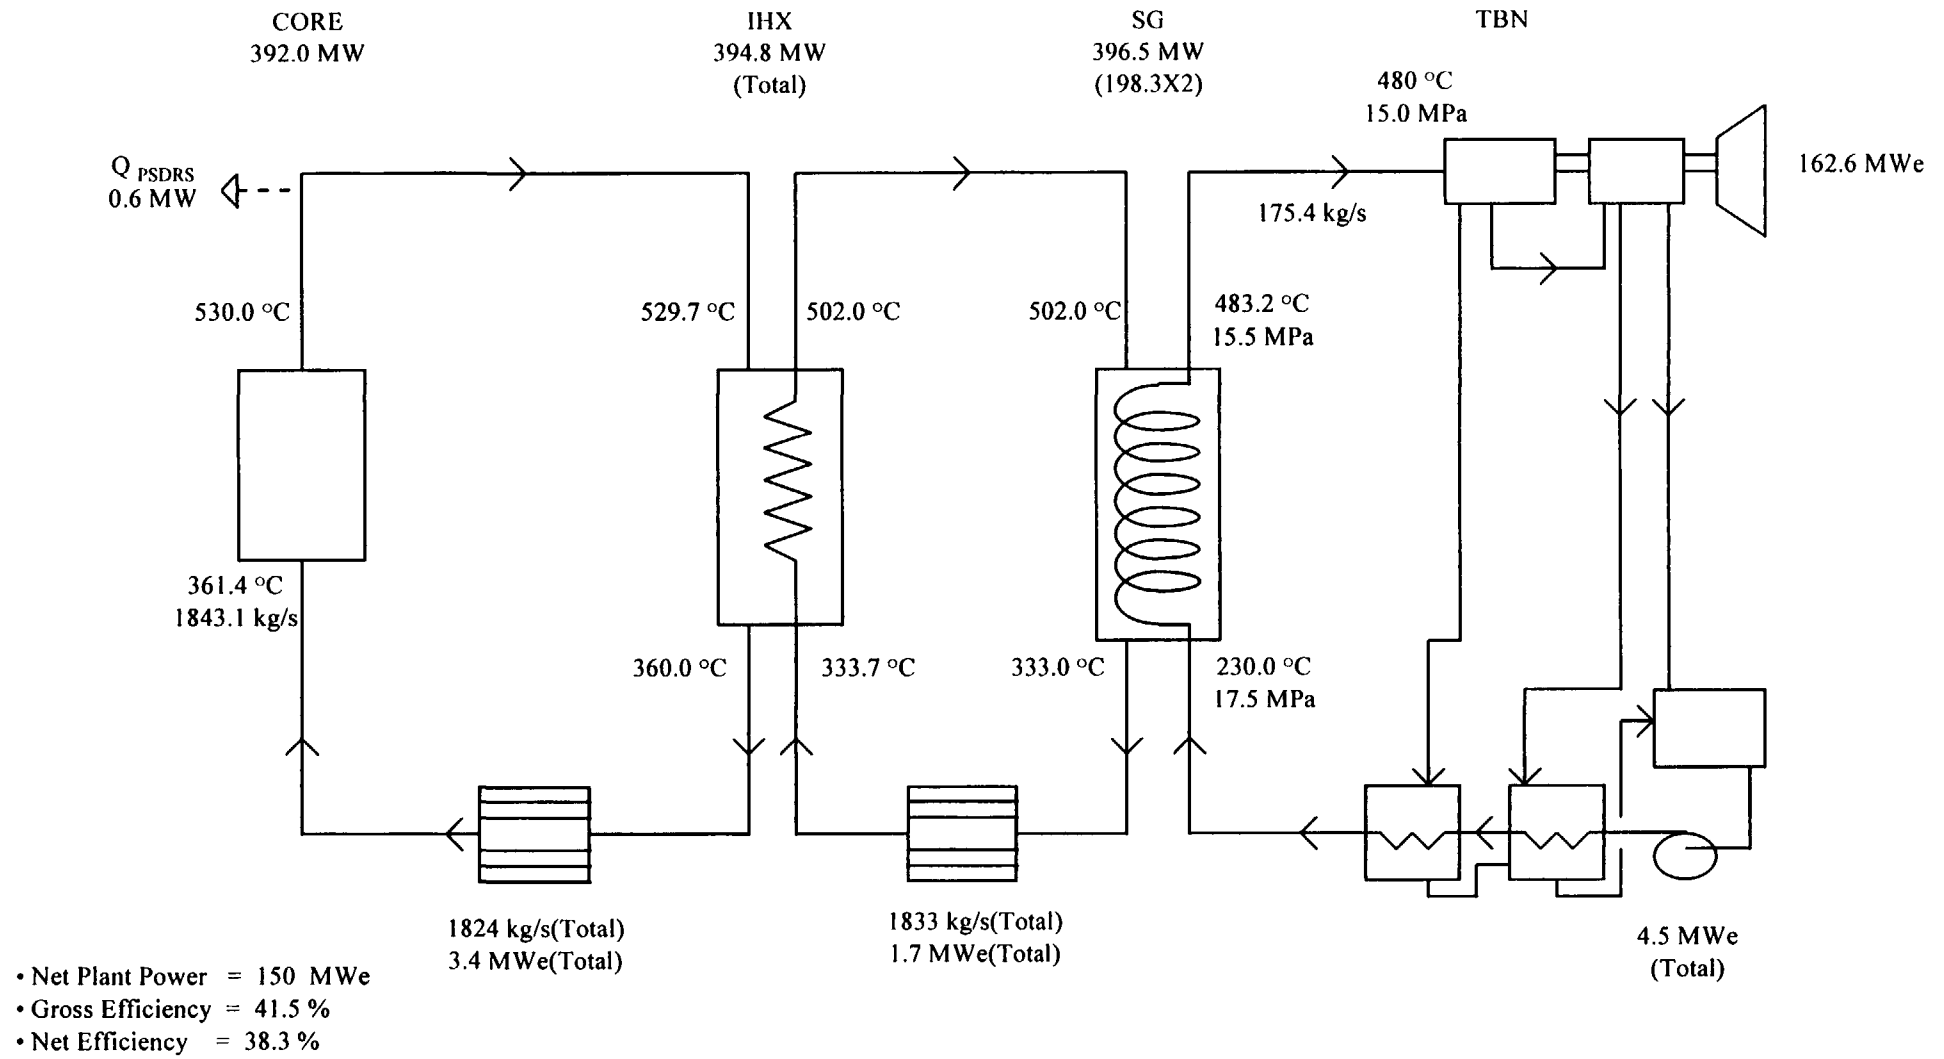 CORE
392.0 MW
IHX
394.8 MW
(Total)
SG
396.5 MW
(198.3X2)
TBN
480 °C
15.0 MPa
Q PSDRS
0.6 MW
162.6 MWe
175.4 kg/s
530.0 °C
529.7 °C
502.0 °C
502.0 °C
483.2 °C
15.5 MPa
361.4 °C
1843.1 kg/s
360.0 °C
333.7 °C
333.0 °C
230.0 °C
17.5 MPa
1824 kg/s(Total)
3.4 MWe(Total)
1833 kg/s(Total)
1.7 MWe(Total)
4.5 MWe
(Total)
• Net Plant Power = 150 MWe
• Gross Efficiency = 41.5 %
• Net Efficiency = 38.3 %